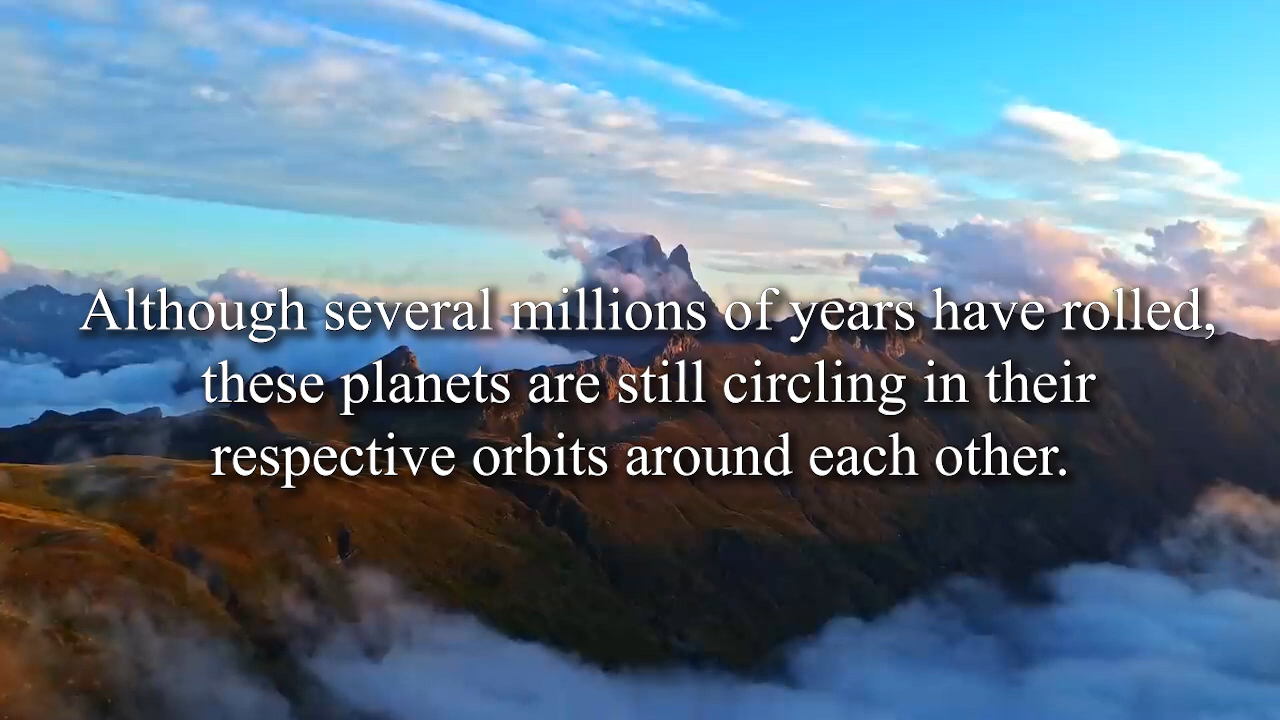 Although several millions of years have rolled,
these planets are still circling in their
respective orbits around each other.